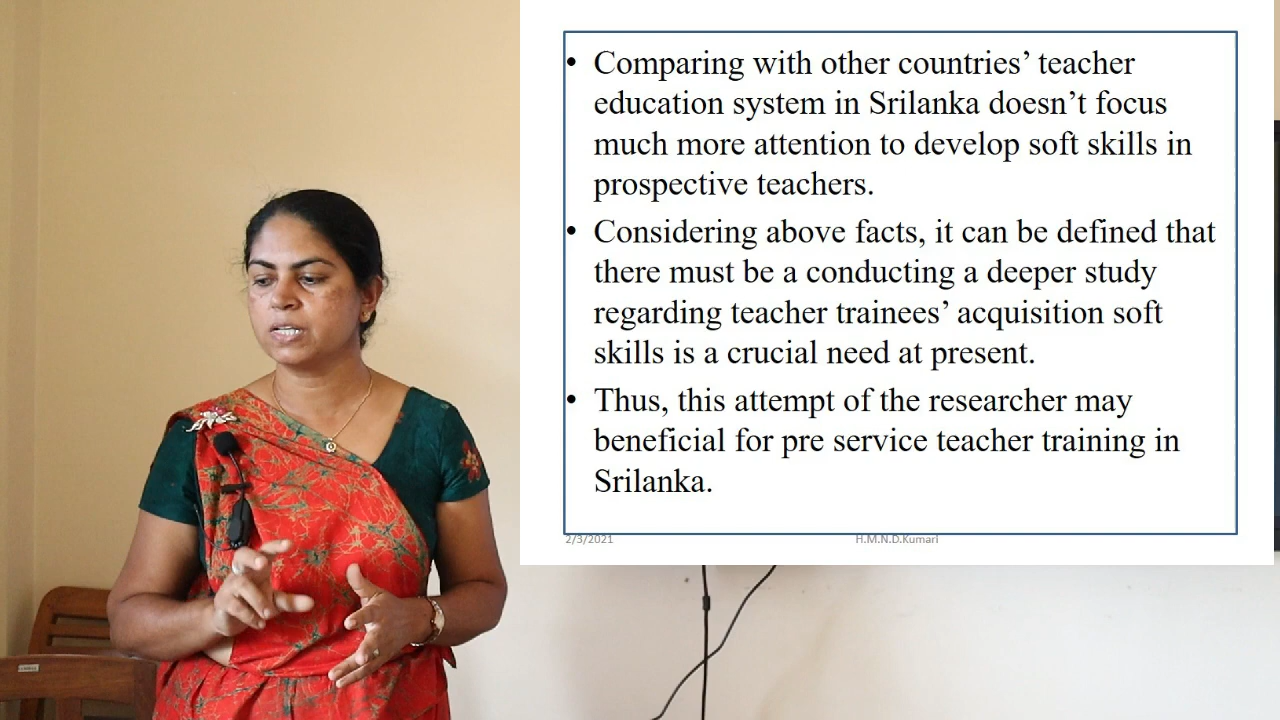 • Comparing with other countries’ teacher
education system in Srilanka doesn’t focus
much more attention to develop soft skills in
prospective teachers.
• Considering above facts, it can be defined that
there must be a conducting a deeper study
regarding teacher trainees’ acquisition soft
skills is a crucial need at present.
• Thus, this attempt of the researcher may
beneficial for pre service teacher training in
Srilanka.
2/3/2021 H.M.N.D.Kumari